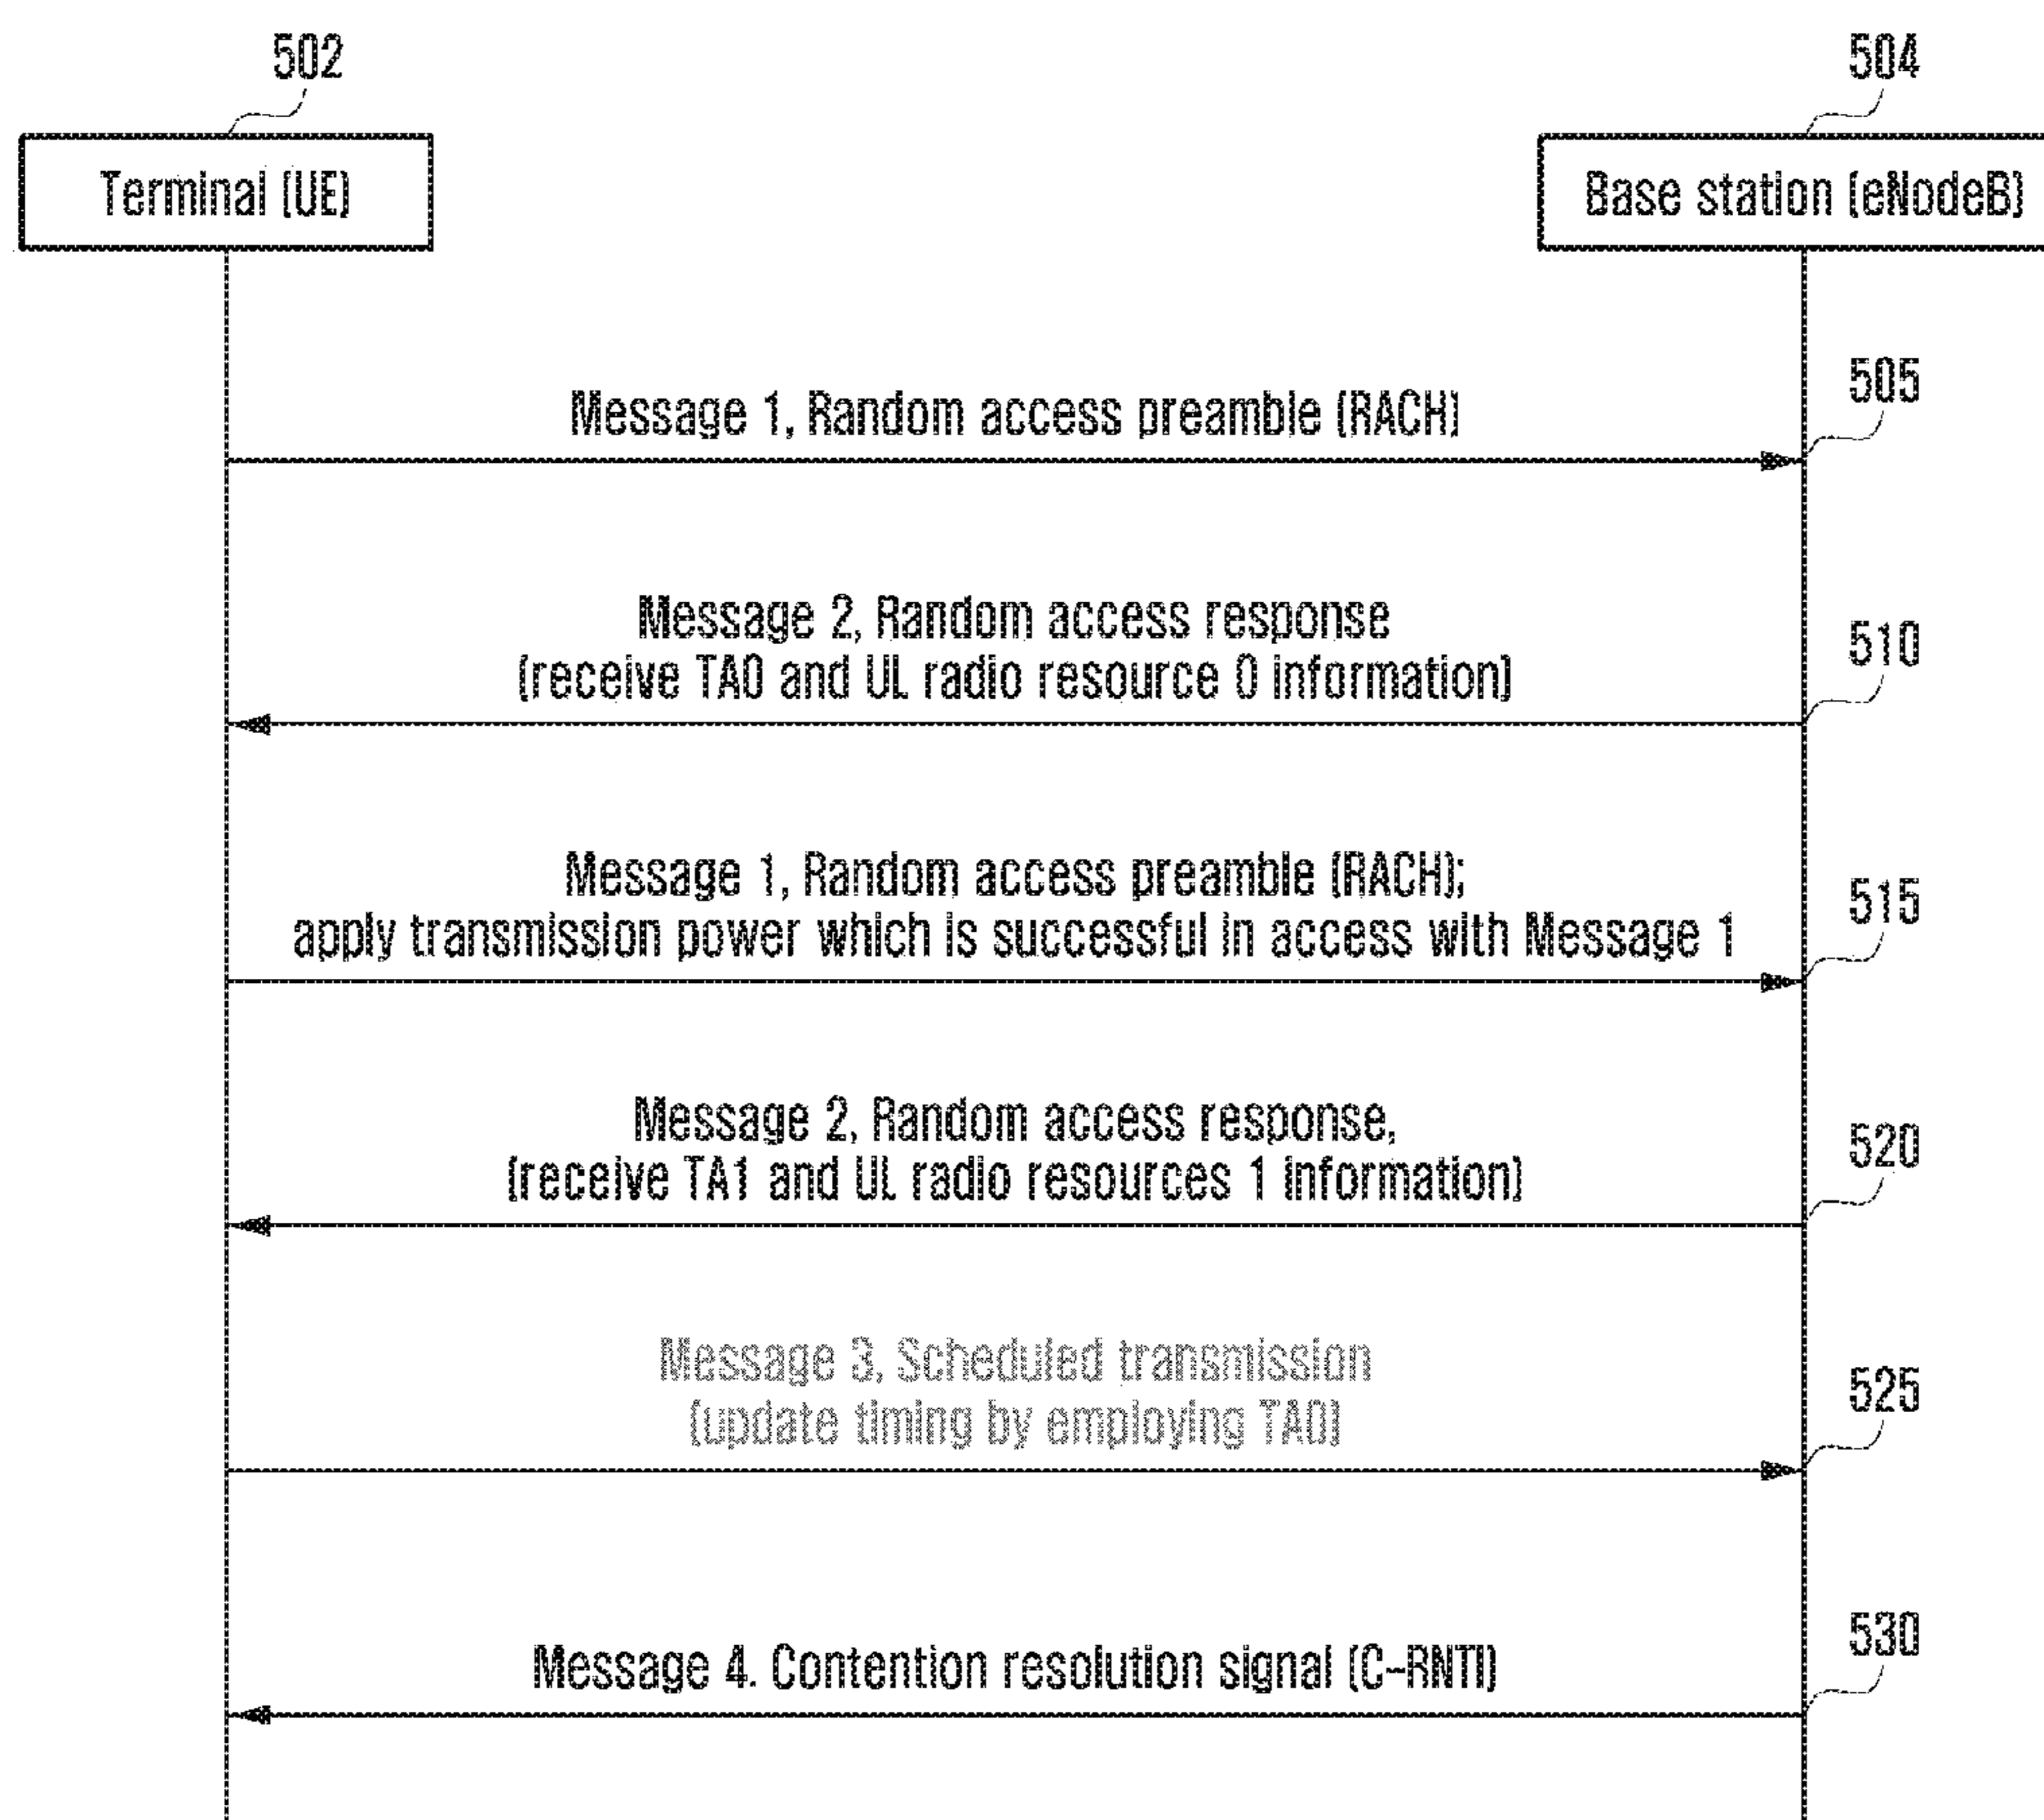 502
504
Terminal (UE)
Base station (eNodeB)
505
Message 1, Random access preamble (RACH)
Message 2, Random access response
510
(receive TA0 and UL radio resource 0 information)
Message 1, Random access preamble (RACH);
515
apply transmission power which is successful in access with Message 1
Message 2, Random access response,
520
(receive TA1 and UL radio resources 1 information)
Message 3, Scheduled transmission
525
(update timing by employing TA0)
530
Message 4. Contention resolution signal (C-RNTI)